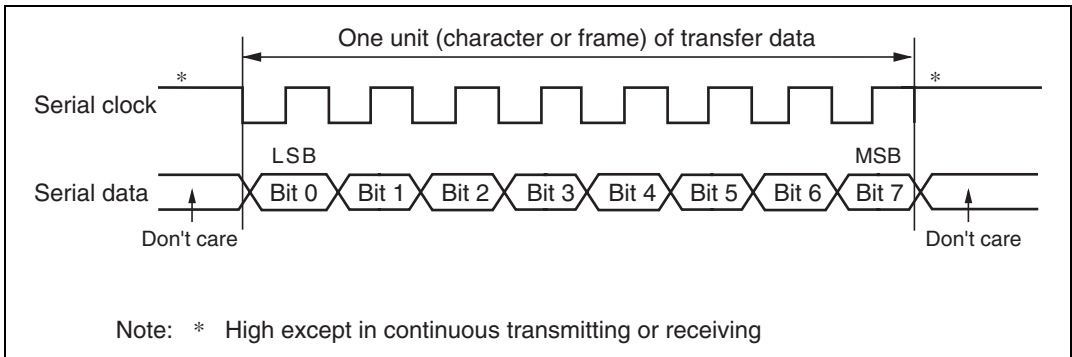 One unit (character or frame) of transfer data
* *
Serial clock
LSB MSB
Serial data Bit 0 Bit 1 Bit 2 Bit 3 Bit 4 Bit 5 Bit 6 Bit 7
Don't care Don't care
Note: * High except in continuous transmitting or receiving